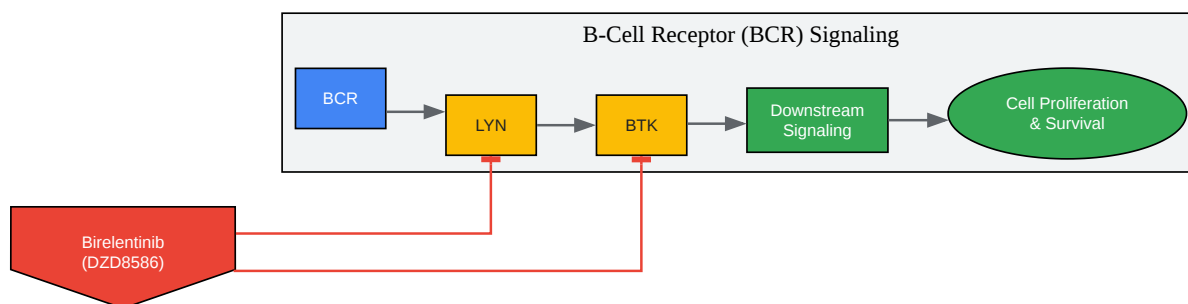 B-Cell Receptor (BCR) Signaling
BCR
LYN
BTK
Downstream
Signaling
Cell Proliferation
& Survival
Birelentinib
(DZD8586)